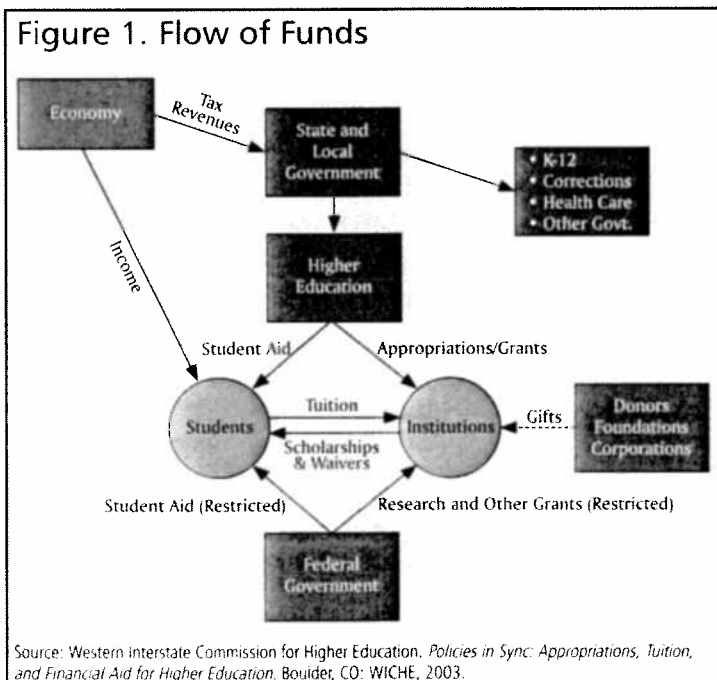 Figure 1. Flow of Funds
Economy
Tax
Revenues
State and
Local
Government
• K-12
• Corrections
• Health Care
• Other Govt.
Income
Higher
Education
Student Aid
Appropriations/Grants
Students
Tuition
Scholarships
& Waivers
Institutions
Gifts
Donors
Foundations
Corporations
Student Aid (Restricted)
Research and Other Grants (Restricted)
Federal
Government
Source: Western Interstate Commission for Higher Education. Policies in Sync: Appropriations, Tuition,
and Financial Aid for Higher Education. Boulder, CO: WICHE, 2003.